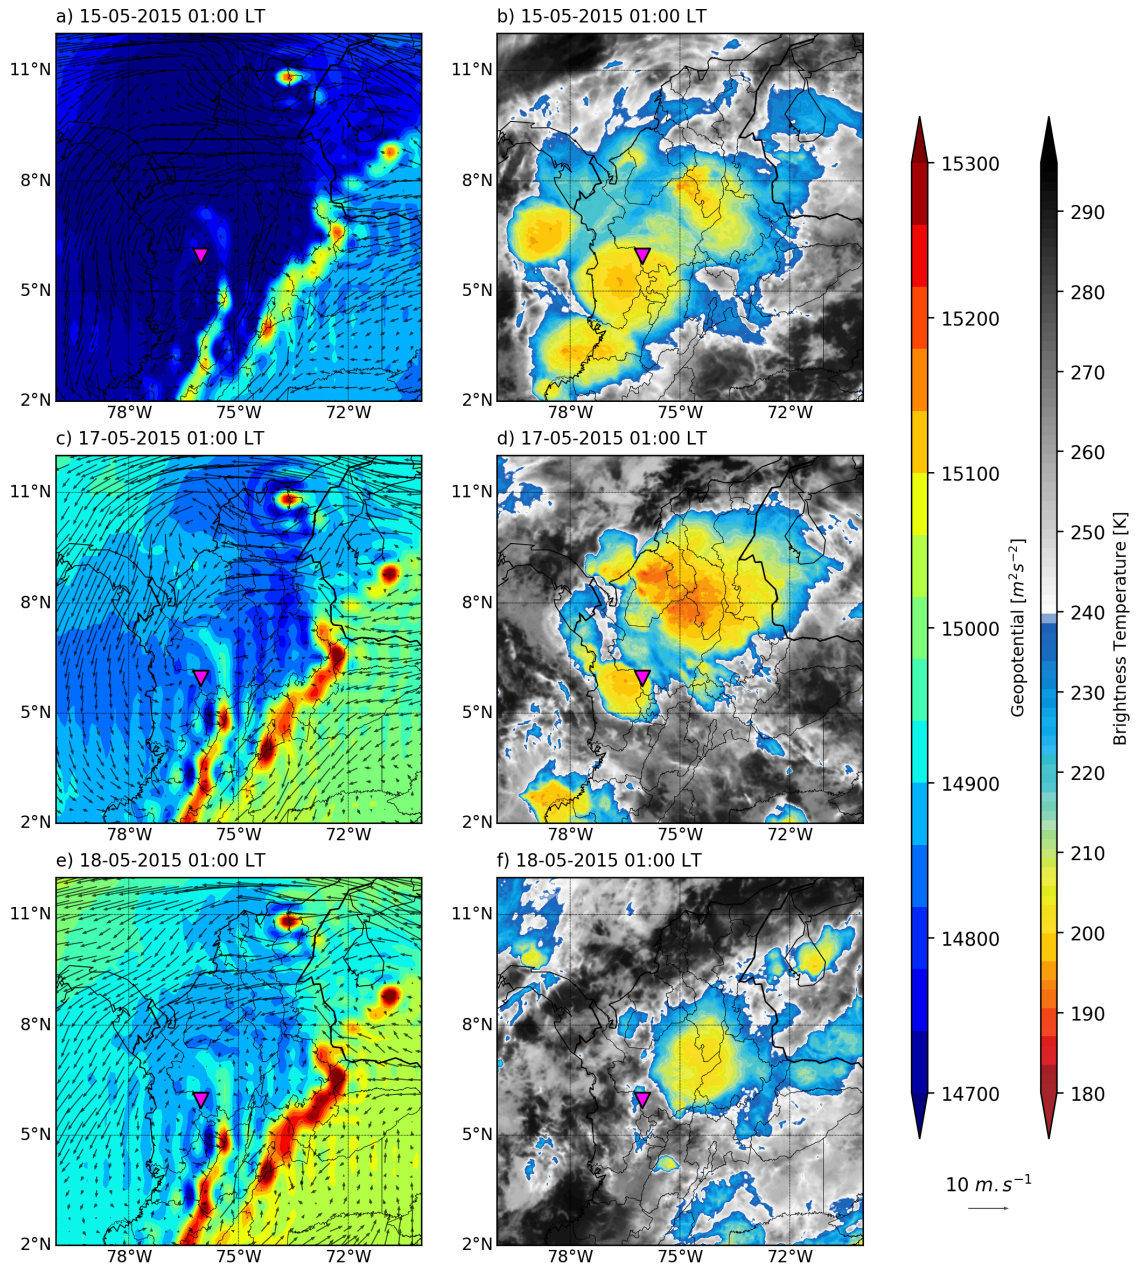 a) 15-05-2015 01:00 LT
b) 15-05-2015 01:00 LT
11°N
8°N
5°N
2°N
78°W 75°W 72°W
11°N
8°N
5°N
2°N
78°W 75°W 72°W
c) 17-05-2015 01:00 LT
d) 17-05-2015 01:00 LT
11°N
8°N
5°N
2°N
78°W 75°W 72°W
11°N
8°N
5°N
2°N
78°W 75°W 72°W
e) 18-05-2015 01:00 LT
f) 18-05-2015 01:00 LT
11°N
8°N
5°N
2°N
78°W 75°W 72°W
11°N
8°N
5°N
2°N
78°W 75°W 72°W
15300
15200
15100
15000
14900
14800
14700
Geopotential [m²s⁻²]
290
280
270
260
250
240
230
220
210
200
190
180
Brightness Temperature [K]
10 m.s⁻¹